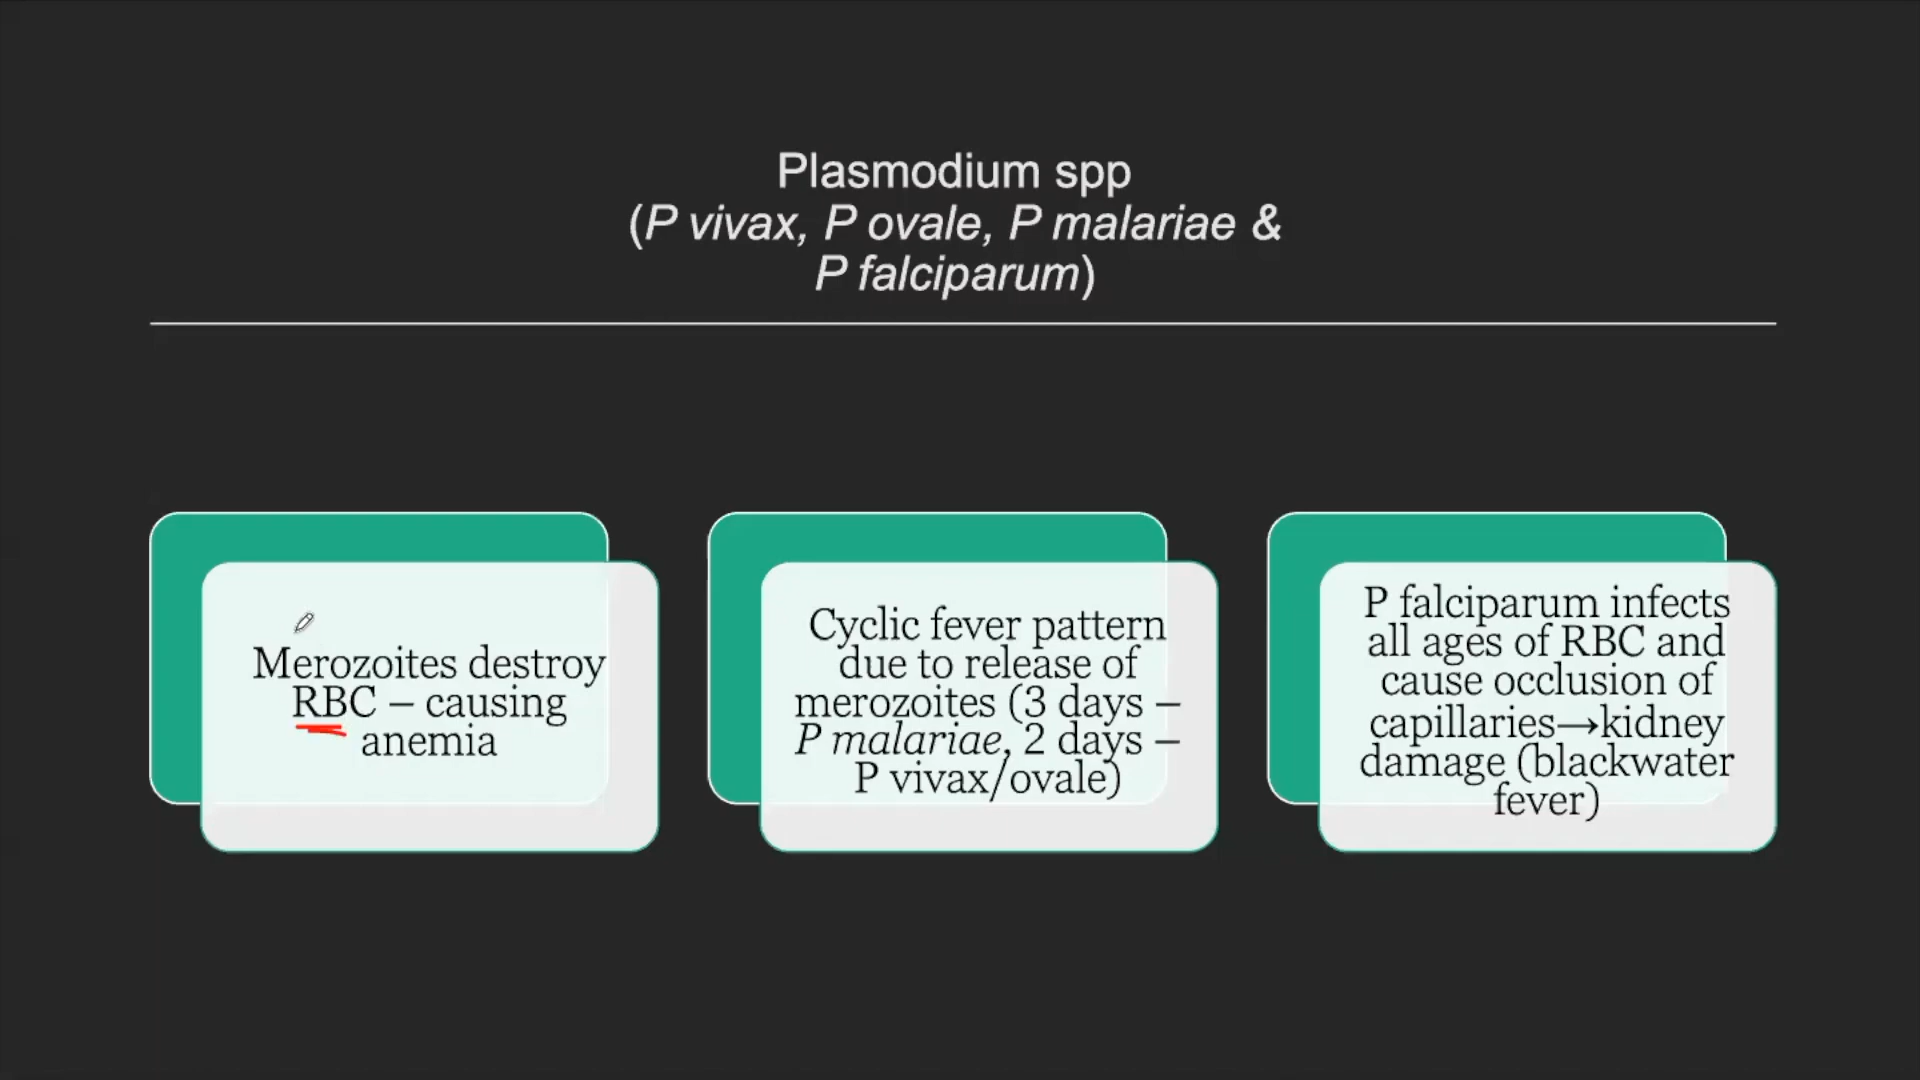 Plasmodium spp
(P vivax, P ovale, P malariae &
P falciparum)
Merozoites destroy
RBC – causing
anemia
Cyclic fever pattern
due to release of
merozoites (3 days –
P malariae, 2 days –
P vivax/ovale)
P falciparum infects
all ages of RBC and
cause occlusion of
capillaries→kidney
damage (blackwater
fever)